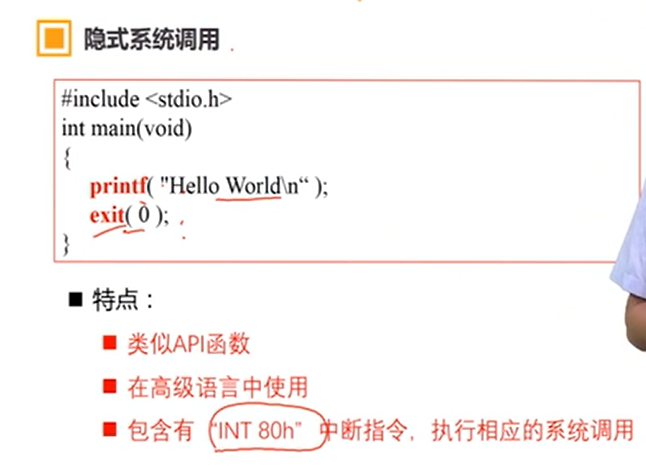 隐式系统调用
#include <stdio.h>
int main(void)
{
printf( "Hello World\n“ );
exit( 0 );
}
特点：
类似API函数
在高级语言中使用
包含有 “INT 80h” 中断指令，执行相应的系统调用